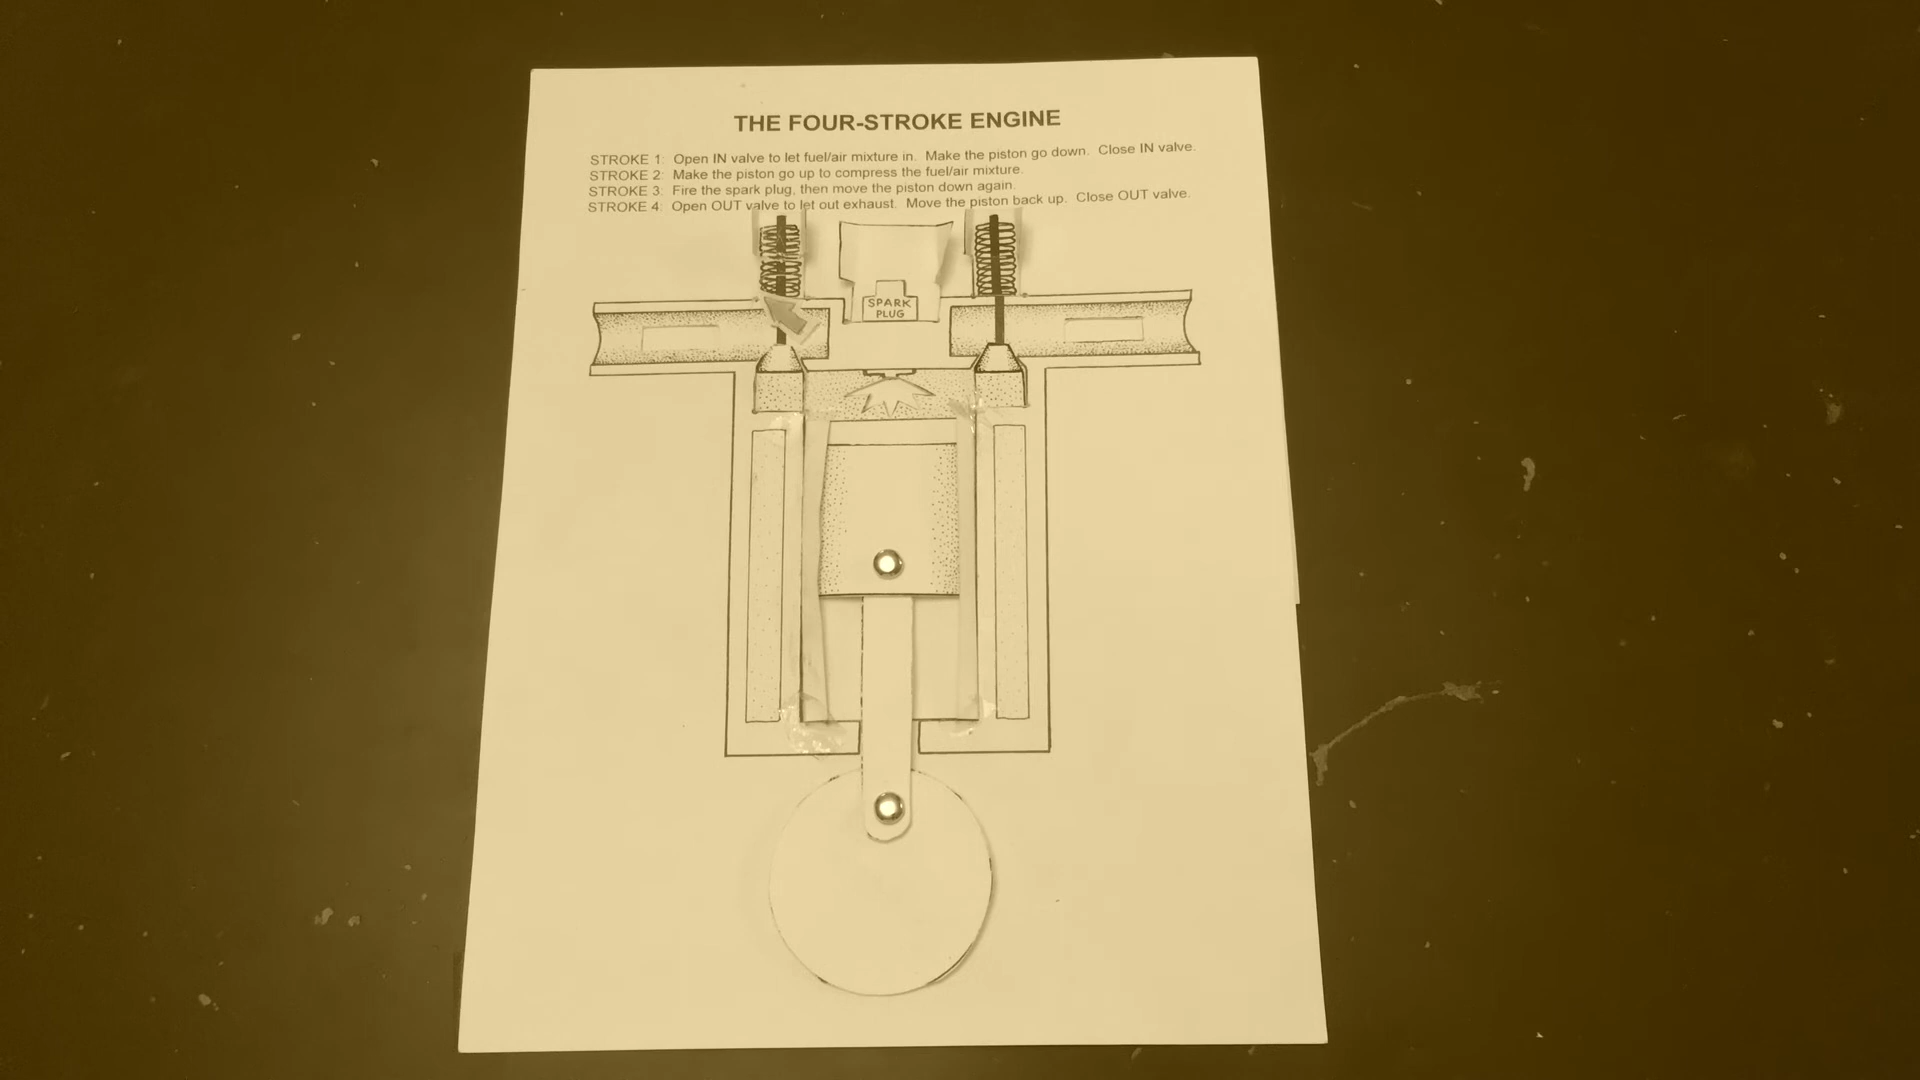 THE FOUR-STROKE ENGINE
STROKE 1: Open IN valve to let fuel/air mixture in. Make the piston go down. Close IN valve.
STROKE 2: Make the piston go up to compress the fuel/air mixture.
STROKE 3: Fire the spark plug, then move the piston down again.
STROKE 4: Open OUT valve to let out exhaust. Move the piston back up. Close OUT valve.
SPARK
PLUG